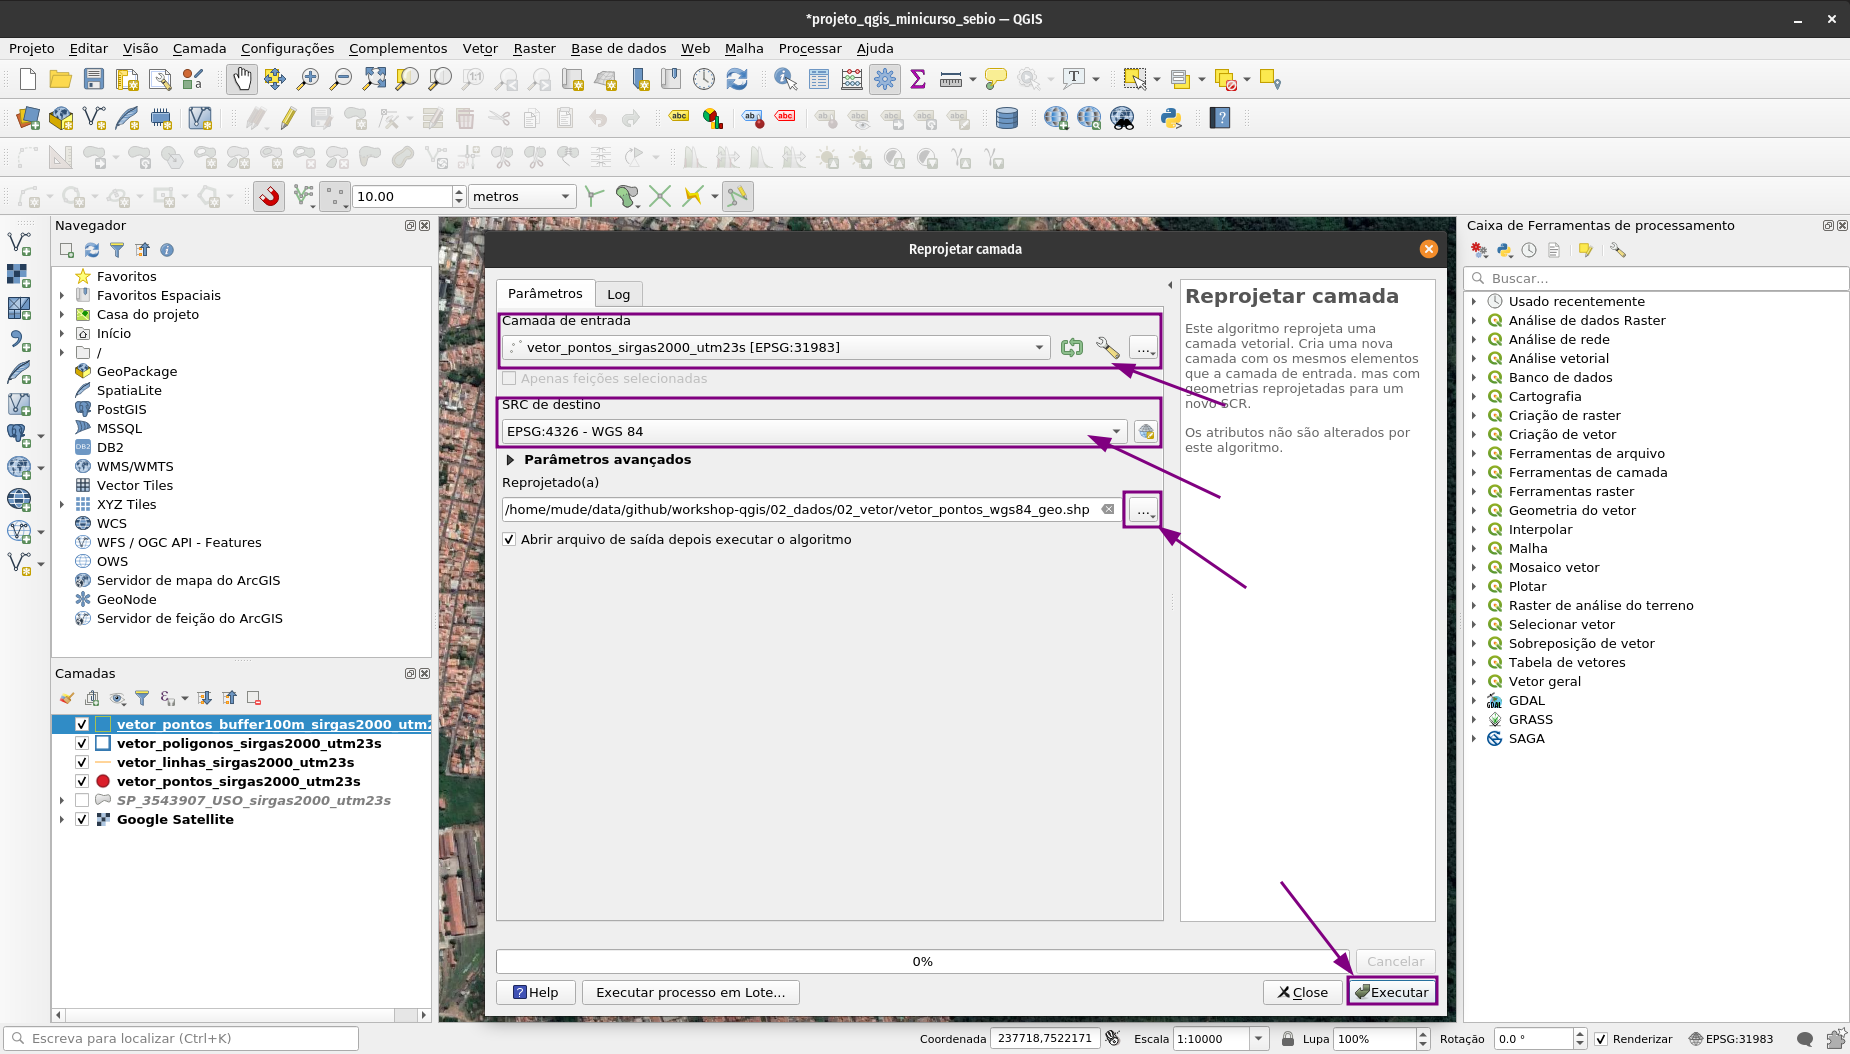 *projeto_qgis_minicurso_sebio — QGIS
Projeto Editar Visão Camada Configurações Complementos Vetor Raster Base de dados Web Malha Processar Ajuda
10.00 metros
Navegador
Favoritos
Favoritos Espaciais
Casa do projeto
Início
/
GeoPackage
SpatiaLite
PostGIS
MSSQL
DB2
WMS/WMTS
Vector Tiles
XYZ Tiles
WCS
WFS / OGC API - Features
OWS
Servidor de mapa do ArcGIS
GeoNode
Servidor de feição do ArcGIS
Camadas
vetor_pontos_buffer100m_sirgas2000_utm2
vetor_poligonos_sirgas2000_utm23s
vetor_linhas_sirgas2000_utm23s
vetor_pontos_sirgas2000_utm23s
SP_3543907_USO_sirgas2000_utm23s
Google Satellite
Reprojetar camada
Parâmetros Log
Camada de entrada
vetor_pontos_sirgas2000_utm23s [EPSG:31983]
...
Apenas feições selecionadas
SRC de destino
EPSG:4326 - WGS 84
Parâmetros avançados
Reprojetado(a)
/home/mude/data/github/workshop-qgis/02_dados/02_vetor/vetor_pontos_wgs84_geo.shp
...
Abrir arquivo de saída depois executar o algoritmo
Reprojetar camada
Este algoritmo reprojeta uma
camada vetorial. Cria uma nova
camada com os mesmos elementos
que a camada de entrada. mas com
geometrias reprojetadas para um
novo SCR.
Os atributos não são alterados por
este algoritmo.
0%
Cancelar
Help Executar processo em Lote... Close Executar
Caixa de Ferramentas de processamento
Buscar...
Usado recentemente
Análise de dados Raster
Análise de rede
Análise vetorial
Banco de dados
Cartografia
Criação de raster
Criação de vetor
Ferramentas de arquivo
Ferramentas de camada
Ferramentas raster
Geometria do vetor
Interpolar
Malha
Mosaico vetor
Plotar
Raster de análise do terreno
Selecionar vetor
Sobreposição de vetor
Tabela de vetores
Vetor geral
GDAL
GRASS
SAGA
Escreva para localizar (Ctrl+K) Coordenada 237718,7522171 Escala 1:10000 Lupa 100% Rotação 0.0 ° Renderizar EPSG:31983